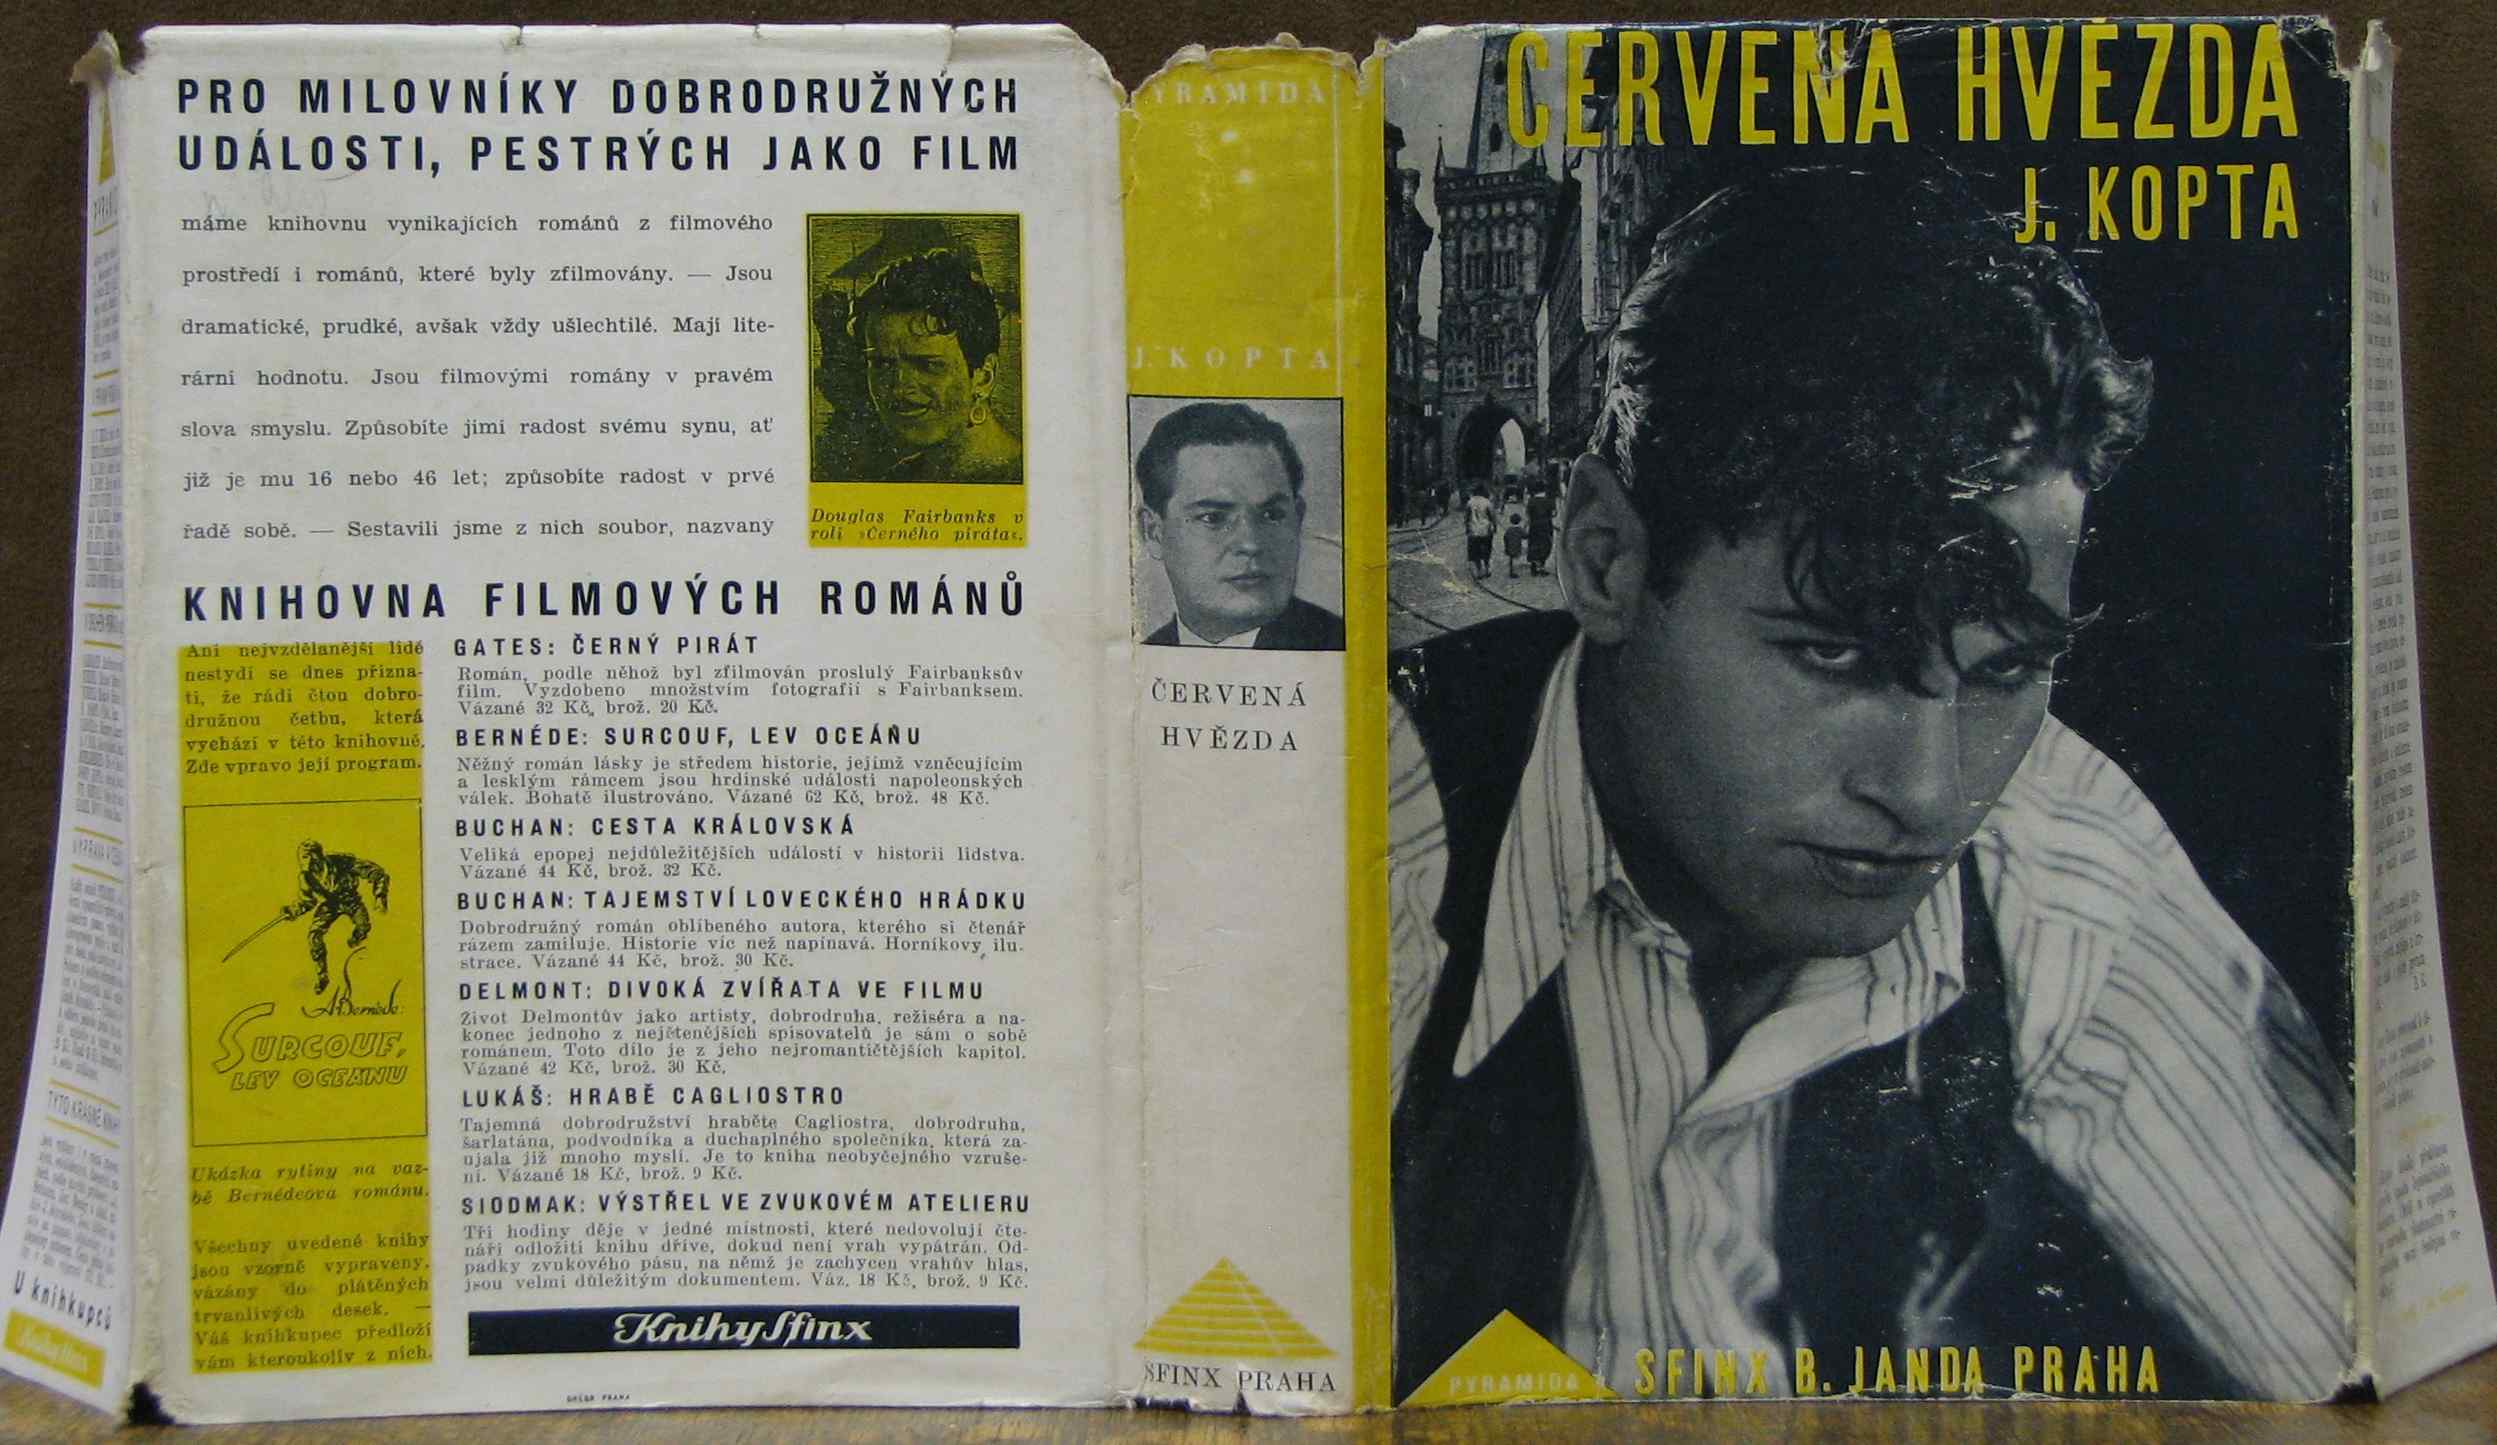 PRO MILOVNÍKY DOBRODRUŽNÝCH
UDÁLOSTI, PESTRÝCH JAKO FILM
máme knihovnu vynikajících románů z filmového
prostředí i románů, které byly zfilmovány. — Jsou
dramatické, prudké, avšak vždy ušlechtilé. Mají lite-
rární hodnotu. Jsou filmovými romány v pravém
slova smyslu. Způsobíte jimi radost svému synu, ať
již je mu 16 nebo 46 let; způsobíte radost v prvé
řadě sobě. — Sestavili jsme z nich soubor, nazvaný
Douglas Fairbanks v
roli »Černého piráta«.
KNIHOVNA FILMOVÝCH ROMÁNŮ
Ani nejvzdělanější lidé
nestydí se dnes přizna-
ti, že rádi čtou dobro-
družnou četbu, která
vychází v této knihovně.
Zde vpravo její program.
A. Bernède:
SURCOUF,
LEV OCEÁNU
Ukázka rytiny na vaz-
bě Bernédeova románu.
Všechny uvedené knihy
jsou vzorně vypraveny,
vázány do plátěných
trvanlivých desek. —
Váš knihkupec předloží
vám kteroukoliv z nich.
GATES: ČERNÝ PIRÁT
Román, podle něhož byl zfilmován proslulý Fairbanksův
film. Vyzdobeno množstvím fotografií s Fairbanksem.
Vázané 32 Kč, brož. 20 Kč.
BERNÉDE: SURCOUF, LEV OCEÁNU
Něžný román lásky je středem historie, jejímž vzněcujícím
a lesklým rámcem jsou hrdinské události napoleonských
válek. Bohatě ilustrováno. Vázané 62 Kč, brož. 48 Kč.
BUCHAN: CESTA KRÁLOVSKÁ
Veliká epopej nejdůležitějších událostí v historii lidstva.
Vázané 44 Kč, brož. 32 Kč.
BUCHAN: TAJEMSTVÍ LOVECKÉHO HRÁDKU
Dobrodružný román oblíbeného autora, kterého si čtenář
rázem zamiluje. Historie víc než napínavá. Horníkovy ilu-
strace. Vázané 44 Kč, brož. 30 Kč.
DELMONT: DIVOKÁ ZVÍŘATA VE FILMU
Život Delmontův jako artisty, dobrodruha, režiséra a na-
konec jednoho z nejčtenějších spisovatelů je sám o sobě
románem. Toto dílo je z jeho nejromantičtějších kapitol.
Vázané 42 Kč, brož. 30 Kč.
LUKÁŠ: HRABĚ CAGLIOSTRO
Tajemná dobrodružství hraběte Cagliostra, dobrodruha,
šarlatána, podvodníka a duchaplného společníka, která za-
ujala již mnoho myslí. Je to kniha neobyčejného vzruše-
ní. Vázané 18 Kč, brož. 9 Kč.
SIODMAK: VÝSTŘEL VE ZVUKOVÉM ATELIERU
Tři hodiny děje v jedné místnosti, které nedovolují čte-
náři odložiti knihu dříve, dokud není vrah vypátrán. Od-
padky zvukového pásu, na němž je zachycen vrahův hlas,
jsou velmi důležitým dokumentem. Váz. 18 Kč, brož. 9 Kč.
Knihy Sfinx
GRÉGR PRAHA
PYRAMIDA
J. KOPTA
ČERVENÁ
HVĚZDA
SFINX PRAHA
ČERVENÁ HVĚZDA
J. KOPTA
PYRAMIDA
SFINX B. JANDA PRAHA
TYTO KRÁSNÉ KNIHY
U knihkupců
Knihy Sfinx